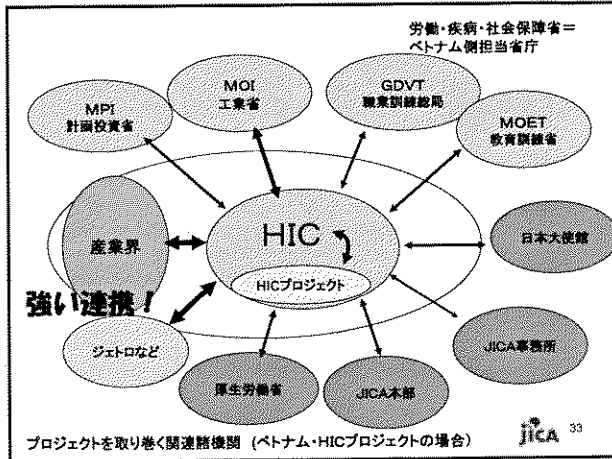 労働・疾病・社会保障省＝
ベトナム側担当省庁
MOI
工業省
GDVT
職業訓練総局
MPI
計画投資省
MOET
教育訓練省
産業界
HIC
HICプロジェクト
日本大使館
強い連携！
ジェトロなど
厚生労働省
JICA本部
JICA事務所
プロジェクトを取り巻く関連諸機関 (ベトナム・HICプロジェクトの場合)
jICA
33